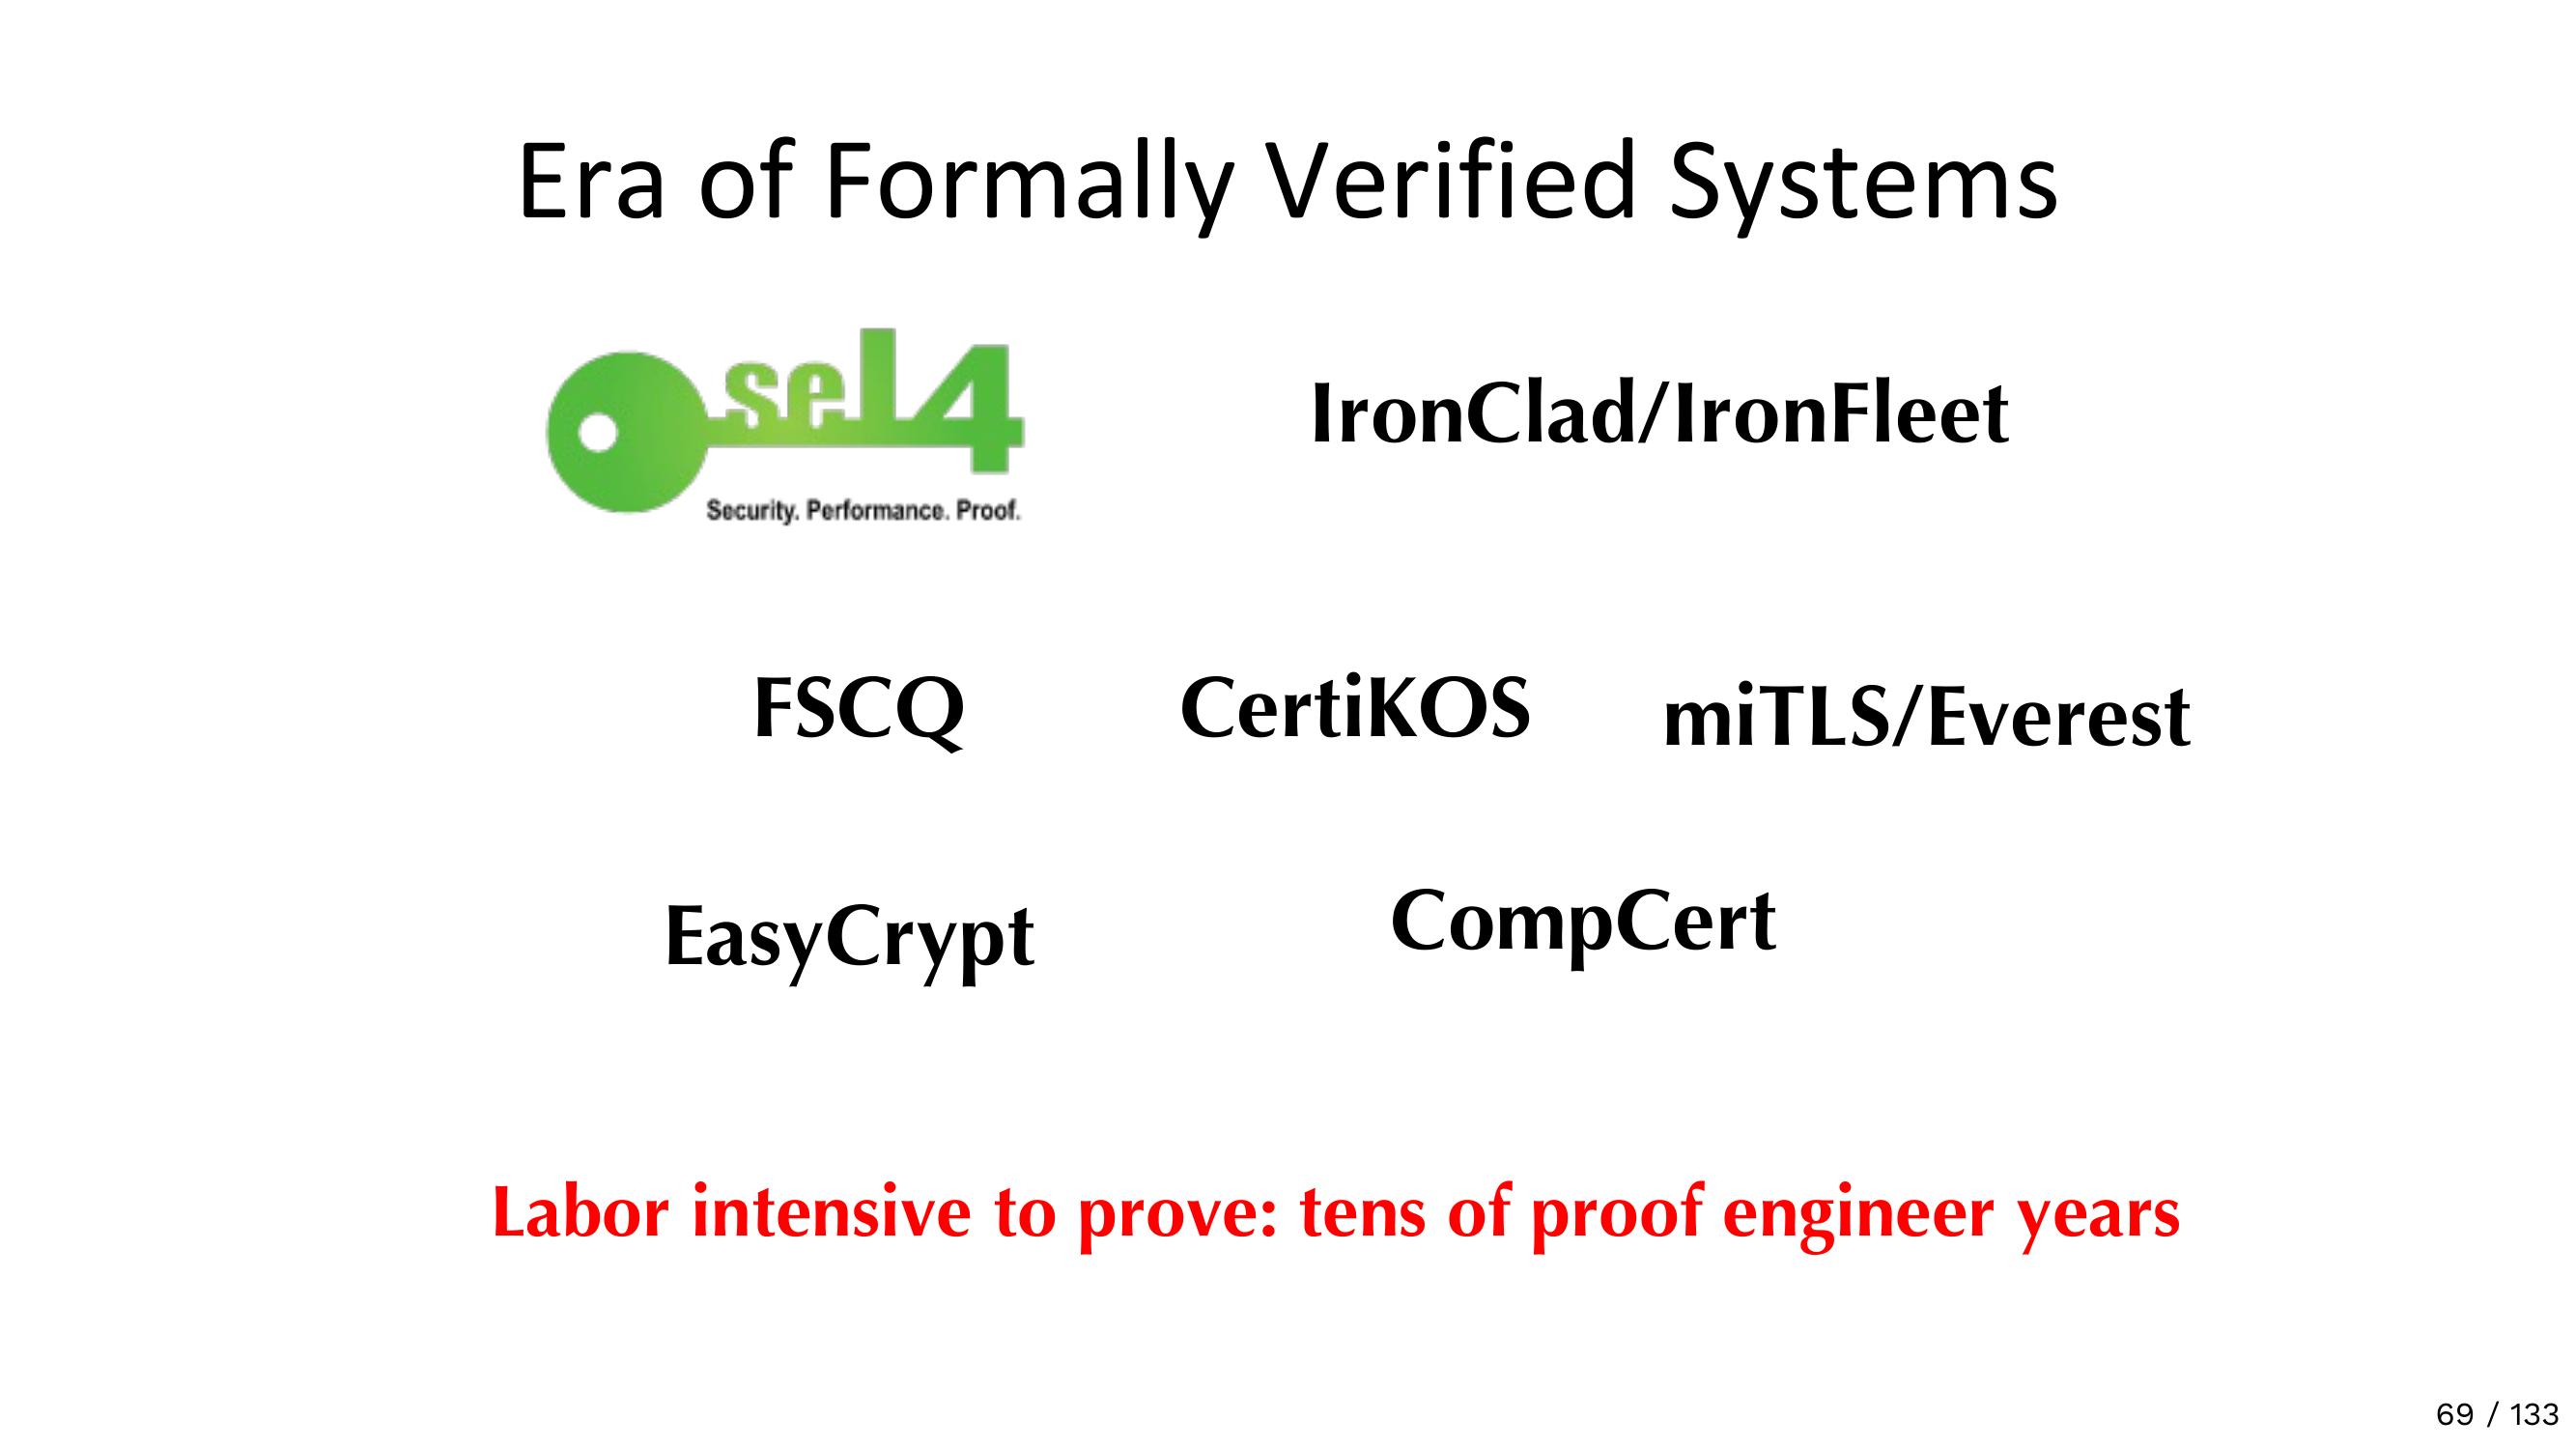 Era of Formally Verified Systems
seL4
Security. Performance. Proof.
IronClad/IronFleet
FSCQ
CertiKOS
miTLS/Everest
EasyCrypt
CompCert
Labor intensive to prove: tens of proof engineer years
69 / 133